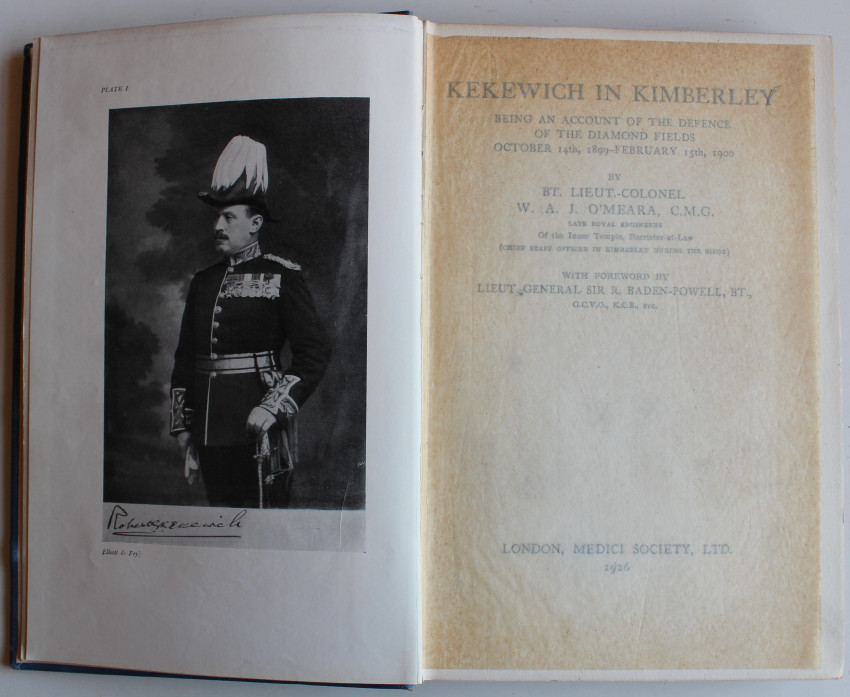 PLATE I
Robert G Kekewich
Elliott & Fry]
KEKEWICH IN KIMBERLEY
BEING AN ACCOUNT OF THE DEFENCE
OF THE DIAMOND FIELDS
OCTOBER 14th, 1899–FEBRUARY 15th, 1900
BY
BT. LIEUT.-COLONEL
W. A. J. O'MEARA, C.M.G.
LATE ROYAL ENGINEERS
Of the Inner Temple, Barrister-at-Law
(CHIEF STAFF OFFICER IN KIMBERLEY DURING THE SIEGE)
WITH FOREWORD BY
LIEUT.-GENERAL SIR R. BADEN-POWELL, BT.,
G.C.V.O., K.C.B., ETC.
LONDON, MEDICI SOCIETY, LTD.
1926